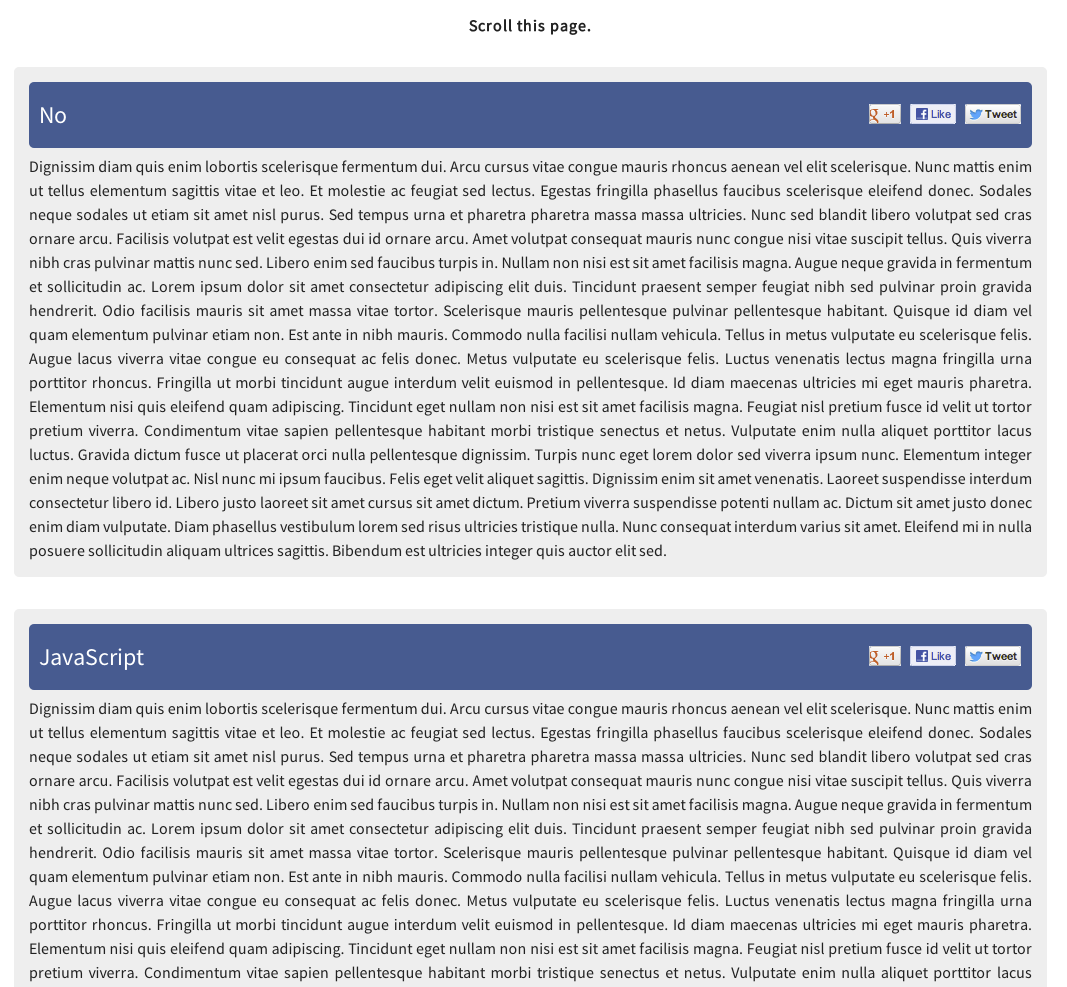 Scroll this page.
No
g +1 Like Tweet
Dignissim diam quis enim lobortis scelerisque fermentum dui. Arcu cursus vitae congue mauris rhoncus aenean vel elit scelerisque. Nunc mattis enim
ut tellus elementum sagittis vitae et leo. Et molestie ac feugiat sed lectus. Egestas fringilla phasellus faucibus scelerisque eleifend donec. Sodales
neque sodales ut etiam sit amet nisl purus. Sed tempus urna et pharetra pharetra massa massa ultricies. Nunc sed blandit libero volutpat sed cras
ornare arcu. Facilisis volutpat est velit egestas dui id ornare arcu. Amet volutpat consequat mauris nunc congue nisi vitae suscipit tellus. Quis viverra
nibh cras pulvinar mattis nunc sed. Libero enim sed faucibus turpis in. Nullam non nisi est sit amet facilisis magna. Augue neque gravida in fermentum
et sollicitudin ac. Lorem ipsum dolor sit amet consectetur adipiscing elit duis. Tincidunt praesent semper feugiat nibh sed pulvinar proin gravida
hendrerit. Odio facilisis mauris sit amet massa vitae tortor. Scelerisque mauris pellentesque pulvinar pellentesque habitant. Quisque id diam vel
quam elementum pulvinar etiam non. Est ante in nibh mauris. Commodo nulla facilisi nullam vehicula. Tellus in metus vulputate eu scelerisque felis.
Augue lacus viverra vitae congue eu consequat ac felis donec. Metus vulputate eu scelerisque felis. Luctus venenatis lectus magna fringilla urna
porttitor rhoncus. Fringilla ut morbi tincidunt augue interdum velit euismod in pellentesque. Id diam maecenas ultricies mi eget mauris pharetra.
Elementum nisi quis eleifend quam adipiscing. Tincidunt eget nullam non nisi est sit amet facilisis magna. Feugiat nisl pretium fusce id velit ut tortor
pretium viverra. Condimentum vitae sapien pellentesque habitant morbi tristique senectus et netus. Vulputate enim nulla aliquet porttitor lacus
luctus. Gravida dictum fusce ut placerat orci nulla pellentesque dignissim. Turpis nunc eget lorem dolor sed viverra ipsum nunc. Elementum integer
enim neque volutpat ac. Nisl nunc mi ipsum faucibus. Felis eget velit aliquet sagittis. Dignissim enim sit amet venenatis. Laoreet suspendisse interdum
consectetur libero id. Libero justo laoreet sit amet cursus sit amet dictum. Pretium viverra suspendisse potenti nullam ac. Dictum sit amet justo donec
enim diam vulputate. Diam phasellus vestibulum lorem sed risus ultricies tristique nulla. Nunc consequat interdum varius sit amet. Eleifend mi in nulla
posuere sollicitudin aliquam ultrices sagittis. Bibendum est ultricies integer quis auctor elit sed.
JavaScript
g +1 Like Tweet
Dignissim diam quis enim lobortis scelerisque fermentum dui. Arcu cursus vitae congue mauris rhoncus aenean vel elit scelerisque. Nunc mattis enim
ut tellus elementum sagittis vitae et leo. Et molestie ac feugiat sed lectus. Egestas fringilla phasellus faucibus scelerisque eleifend donec. Sodales
neque sodales ut etiam sit amet nisl purus. Sed tempus urna et pharetra pharetra massa massa ultricies. Nunc sed blandit libero volutpat sed cras
ornare arcu. Facilisis volutpat est velit egestas dui id ornare arcu. Amet volutpat consequat mauris nunc congue nisi vitae suscipit tellus. Quis viverra
nibh cras pulvinar mattis nunc sed. Libero enim sed faucibus turpis in. Nullam non nisi est sit amet facilisis magna. Augue neque gravida in fermentum
et sollicitudin ac. Lorem ipsum dolor sit amet consectetur adipiscing elit duis. Tincidunt praesent semper feugiat nibh sed pulvinar proin gravida
hendrerit. Odio facilisis mauris sit amet massa vitae tortor. Scelerisque mauris pellentesque pulvinar pellentesque habitant. Quisque id diam vel
quam elementum pulvinar etiam non. Est ante in nibh mauris. Commodo nulla facilisi nullam vehicula. Tellus in metus vulputate eu scelerisque felis.
Augue lacus viverra vitae congue eu consequat ac felis donec. Metus vulputate eu scelerisque felis. Luctus venenatis lectus magna fringilla urna
porttitor rhoncus. Fringilla ut morbi tincidunt augue interdum velit euismod in pellentesque. Id diam maecenas ultricies mi eget mauris pharetra.
Elementum nisi quis eleifend quam adipiscing. Tincidunt eget nullam non nisi est sit amet facilisis magna. Feugiat nisl pretium fusce id velit ut tortor
pretium viverra. Condimentum vitae sapien pellentesque habitant morbi tristique senectus et netus. Vulputate enim nulla aliquet porttitor lacus